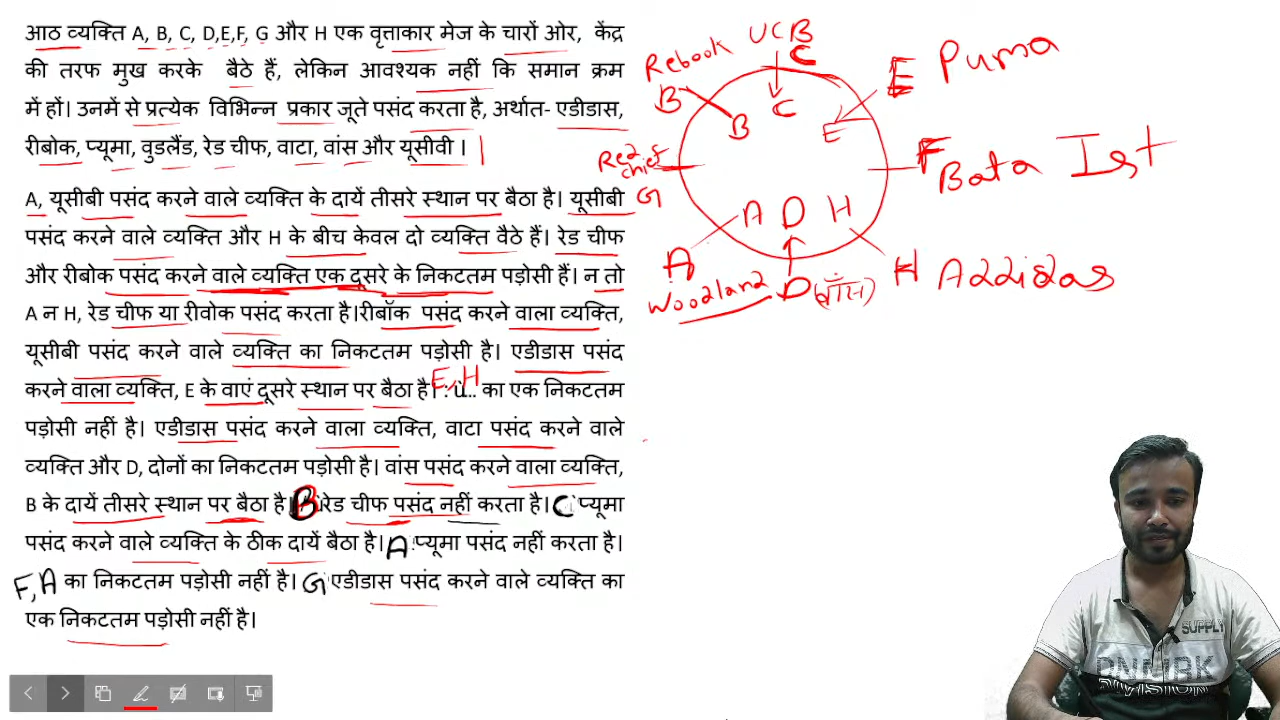 आठ व्यक्ति A, B, C, D,E,F, G और H एक वृत्ताकार मेज के चारों ओर, केंद्र
की तरफ मुख करके बैठे हैं, लेकिन आवश्यक नहीं कि समान क्रम
में हों। उनमें से प्रत्येक विभिन्न प्रकार जूते पसंद करता है, अर्थात- एडीडास,
रीबोक, प्यूमा, वुडलैंड, रेड चीफ, वाटा, वांस और यूसीवी।
A, यूसीबी पसंद करने वाले व्यक्ति के दायें तीसरे स्थान पर बैठा है। यूसीबी
पसंद करने वाले व्यक्ति और H के बीच केवल दो व्यक्ति वैठे हैं। रेड चीफ
और रीबोक पसंद करने वाले व्यक्ति एक दूसरे के निकटतम पड़ोसी हैं। न तो
A न H, रेड चीफ या रीवोक पसंद करता है।रीबॉक पसंद करने वाला व्यक्ति,
यूसीबी पसंद करने वाले व्यक्ति का निकटतम पड़ोसी है। एडीडास पसंद
करने वाला व्यक्ति, E के वाएं दूसरे स्थान पर बैठा है। E, H का एक निकटतम
पड़ोसी नहीं है। एडीडास पसंद करने वाला व्यक्ति, वाटा पसंद करने वाले
व्यक्ति और D, दोनों का निकटतम पड़ोसी है। वांस पसंद करने वाला व्यक्ति,
B के दायें तीसरे स्थान पर बैठा है। B रेड चीफ पसंद नहीं करता है। C प्यूमा
पसंद करने वाले व्यक्ति के ठीक दायें बैठा है। A प्यूमा पसंद नहीं करता है।
F, A का निकटतम पड़ोसी नहीं है। G एडीडास पसंद करने वाले व्यक्ति का
एक निकटतम पड़ोसी नहीं है।
UCB
Rebook C E Puma
B B C E
Red chief F Bata Ist
G
A D H
A H Addidas
Woodland D (वाँस)
SUPPLY
DIVISION